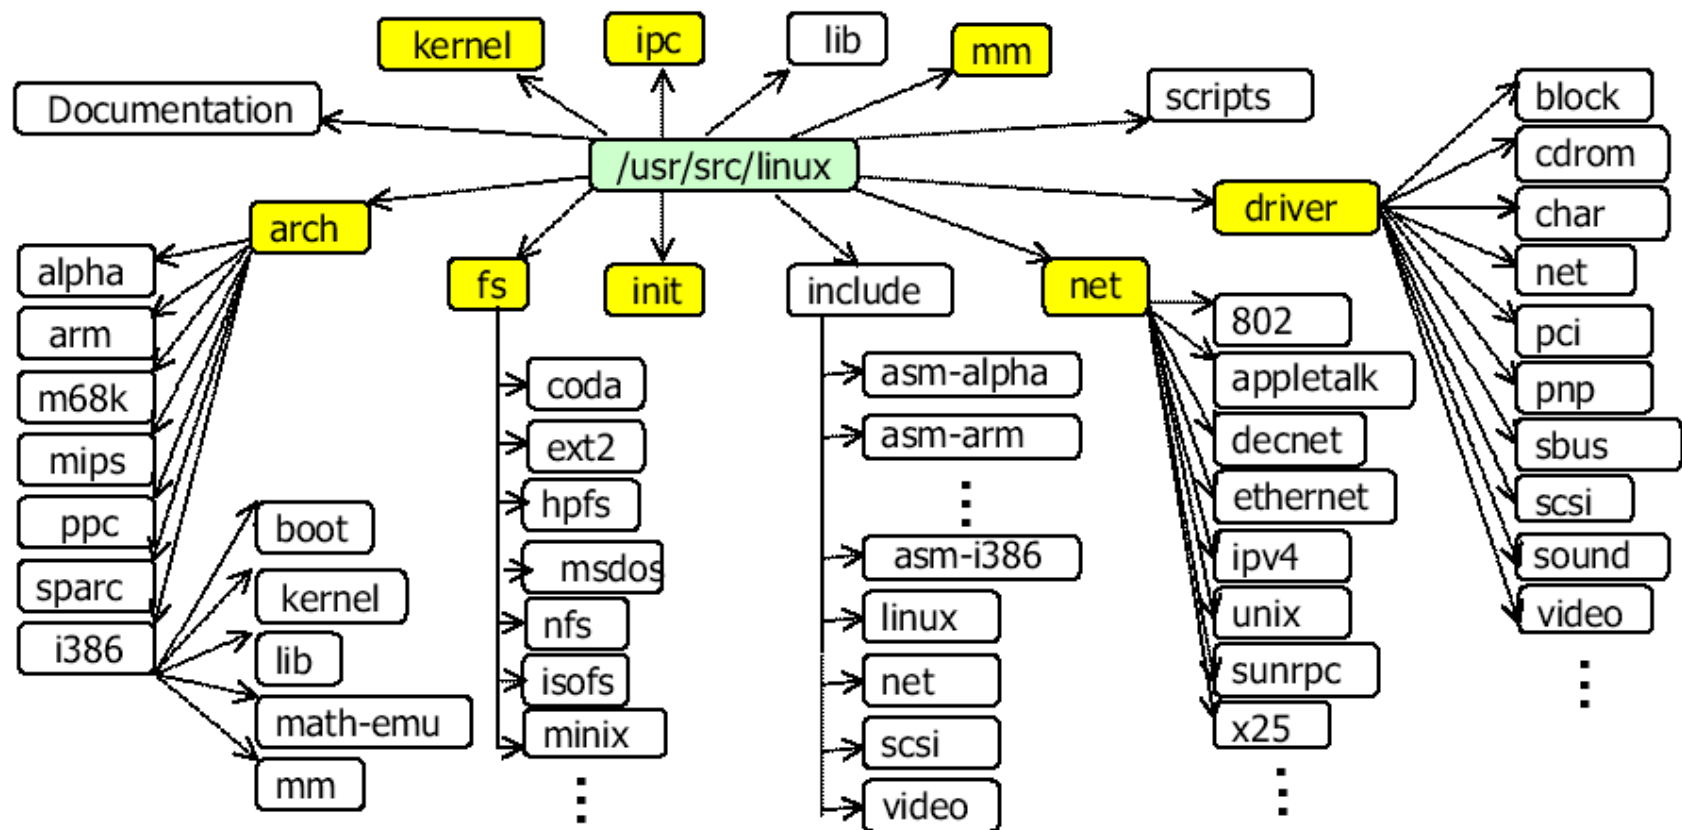 kernel
ipc
lib
mm
Documentation
scripts
/usr/src/linux
arch
fs
init
include
net
driver
alpha
arm
m68k
mips
ppc
sparc
i386
boot
kernel
lib
math-emu
mm
coda
ext2
hpfs
msdos
nfs
isofs
minix
asm-alpha
asm-arm
asm-i386
linux
net
scsi
video
802
appletalk
decnet
ethernet
ipv4
unix
sunrpc
x25
block
cdrom
char
net
pci
pnp
sbus
scsi
sound
video